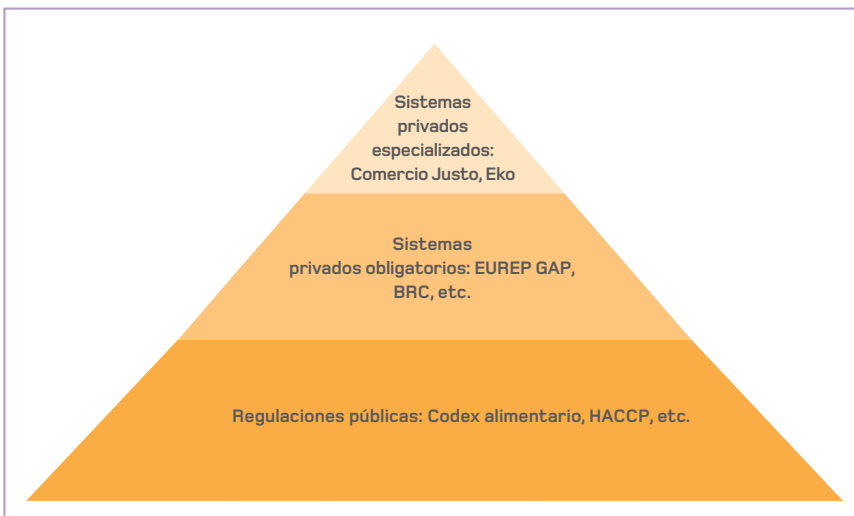 Sistemas
privados
especializados:
Comercio Justo, Eko
Sistemas
privados obligatorios: EUREP GAP,
BRC, etc.
Regulaciones públicas: Codex alimentario, HACCP, etc.